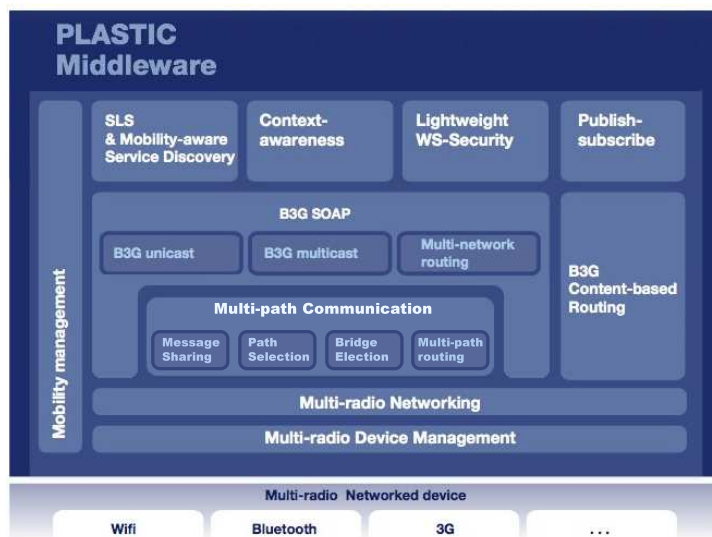 PLASTIC
Middleware
SLS
& Mobility-aware
Service Discovery
Context-
awareness
Lightweight
WS-Security
Publish-
subscribe
Mobility management
B3G SOAP
B3G unicast
B3G multicast
Multi-network
routing
B3G
Content-based
Routing
Multi-path Communication
Message
Sharing
Path
Selection
Bridge
Election
Multi-path
routing
Multi-radio Networking
Multi-radio Device Management
Multi-radio Networked device
Wifi
Bluetooth
3G
...